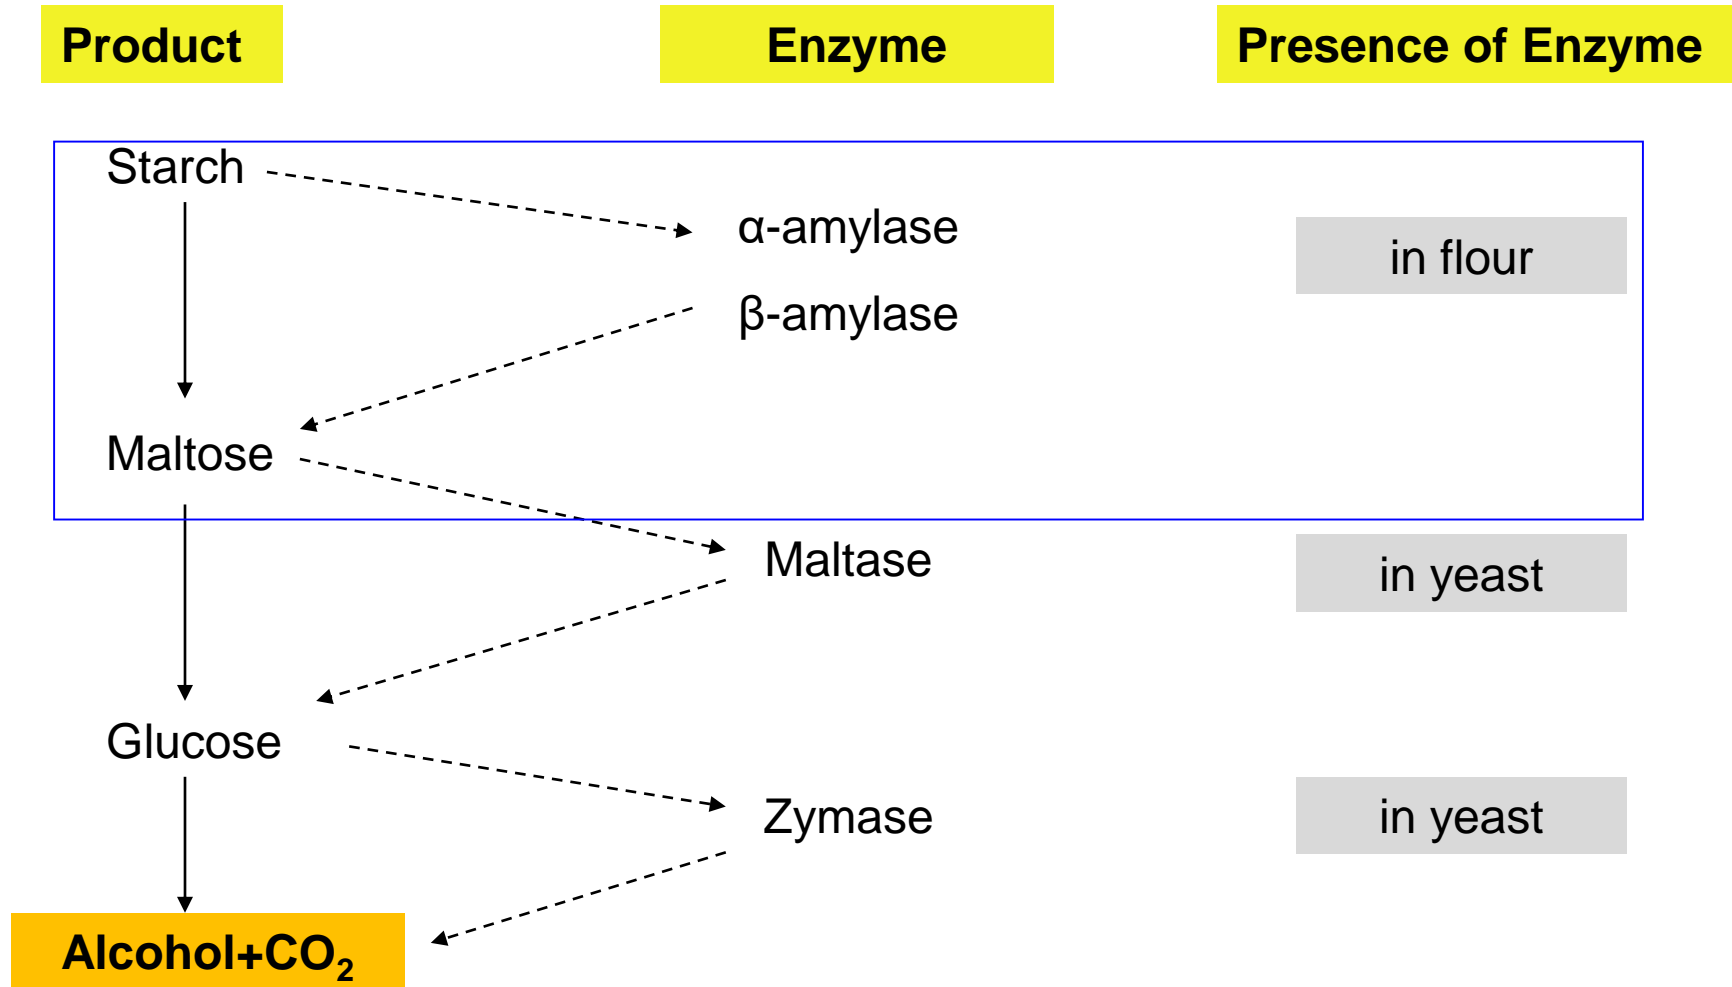 Product Enzyme Presence of Enzyme
Starch
α-amylase
in flour
β-amylase
Maltose
Maltase
in yeast
Glucose
Zymase
in yeast
Alcohol+CO₂